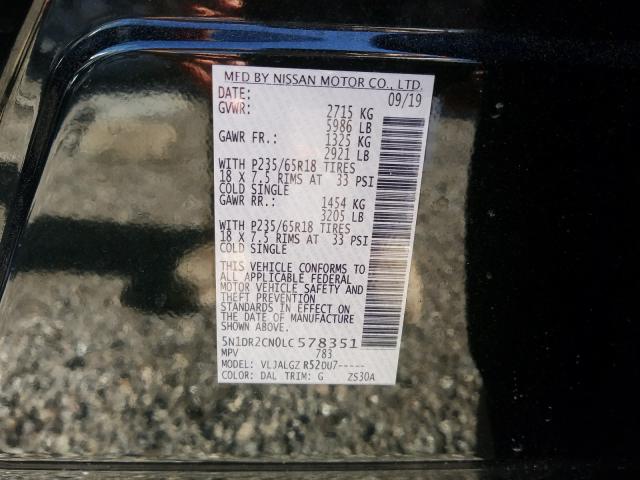 MFD BY NISSAN MOTOR CO., LTD.
DATE: 09/19
GVWR: 2715 KG
5986 LB
GAWR FR.: 1325 KG
2921 LB
WITH P235/65R18 TIRES
18 X 7.5 RIMS AT 33 PSI
COLD SINGLE
GAWR RR.: 1454 KG
3205 LB
WITH P235/65R18 TIRES
18 X 7.5 RIMS AT 33 PSI
COLD SINGLE
THIS VEHICLE CONFORMS TO
ALL APPLICABLE FEDERAL
MOTOR VEHICLE SAFETY AND
THEFT PREVENTION
STANDARDS IN EFFECT ON
THE DATE OF MANUFACTURE
SHOWN ABOVE.
5N1DR2CN0LC578351
MPV 783
MODEL: VLJALGZ R52DU7-----
COLOR: DAL TRIM: G ZS30A